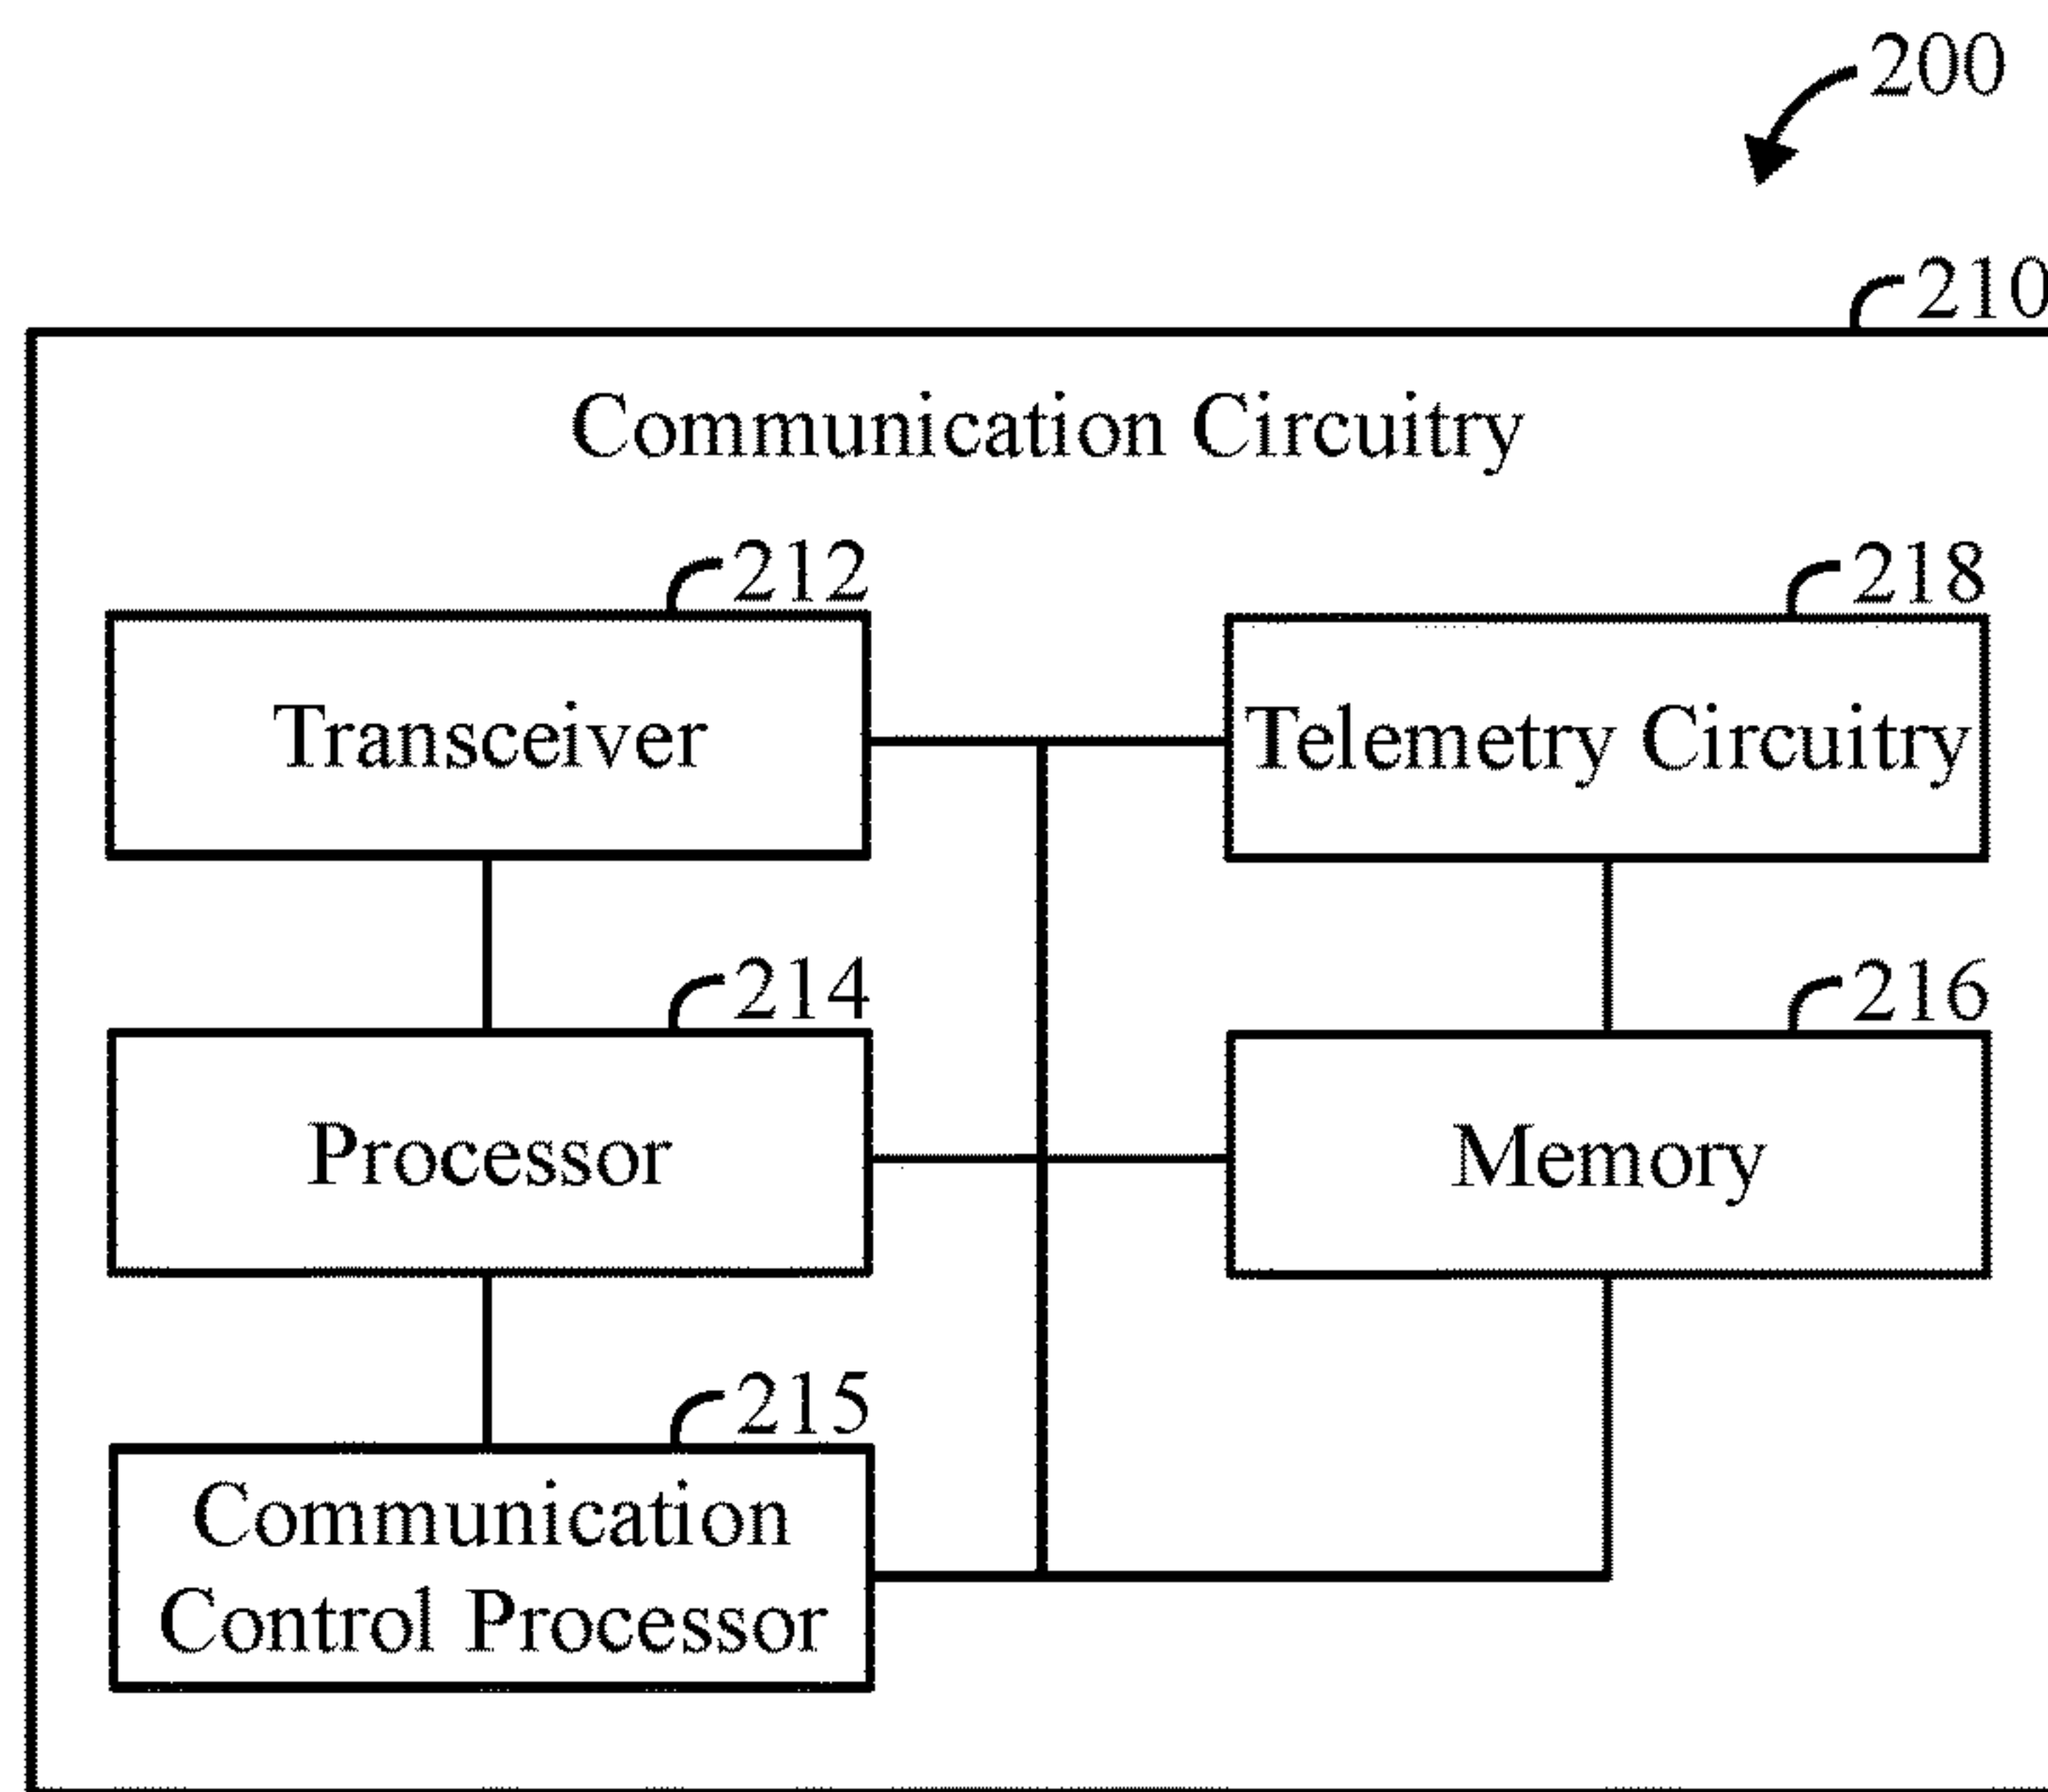 200
210
Communication Circuitry
212
218
Transceiver
Telemetry Circuitry
214
216
Processor
Memory
215
Communication
Control Processor